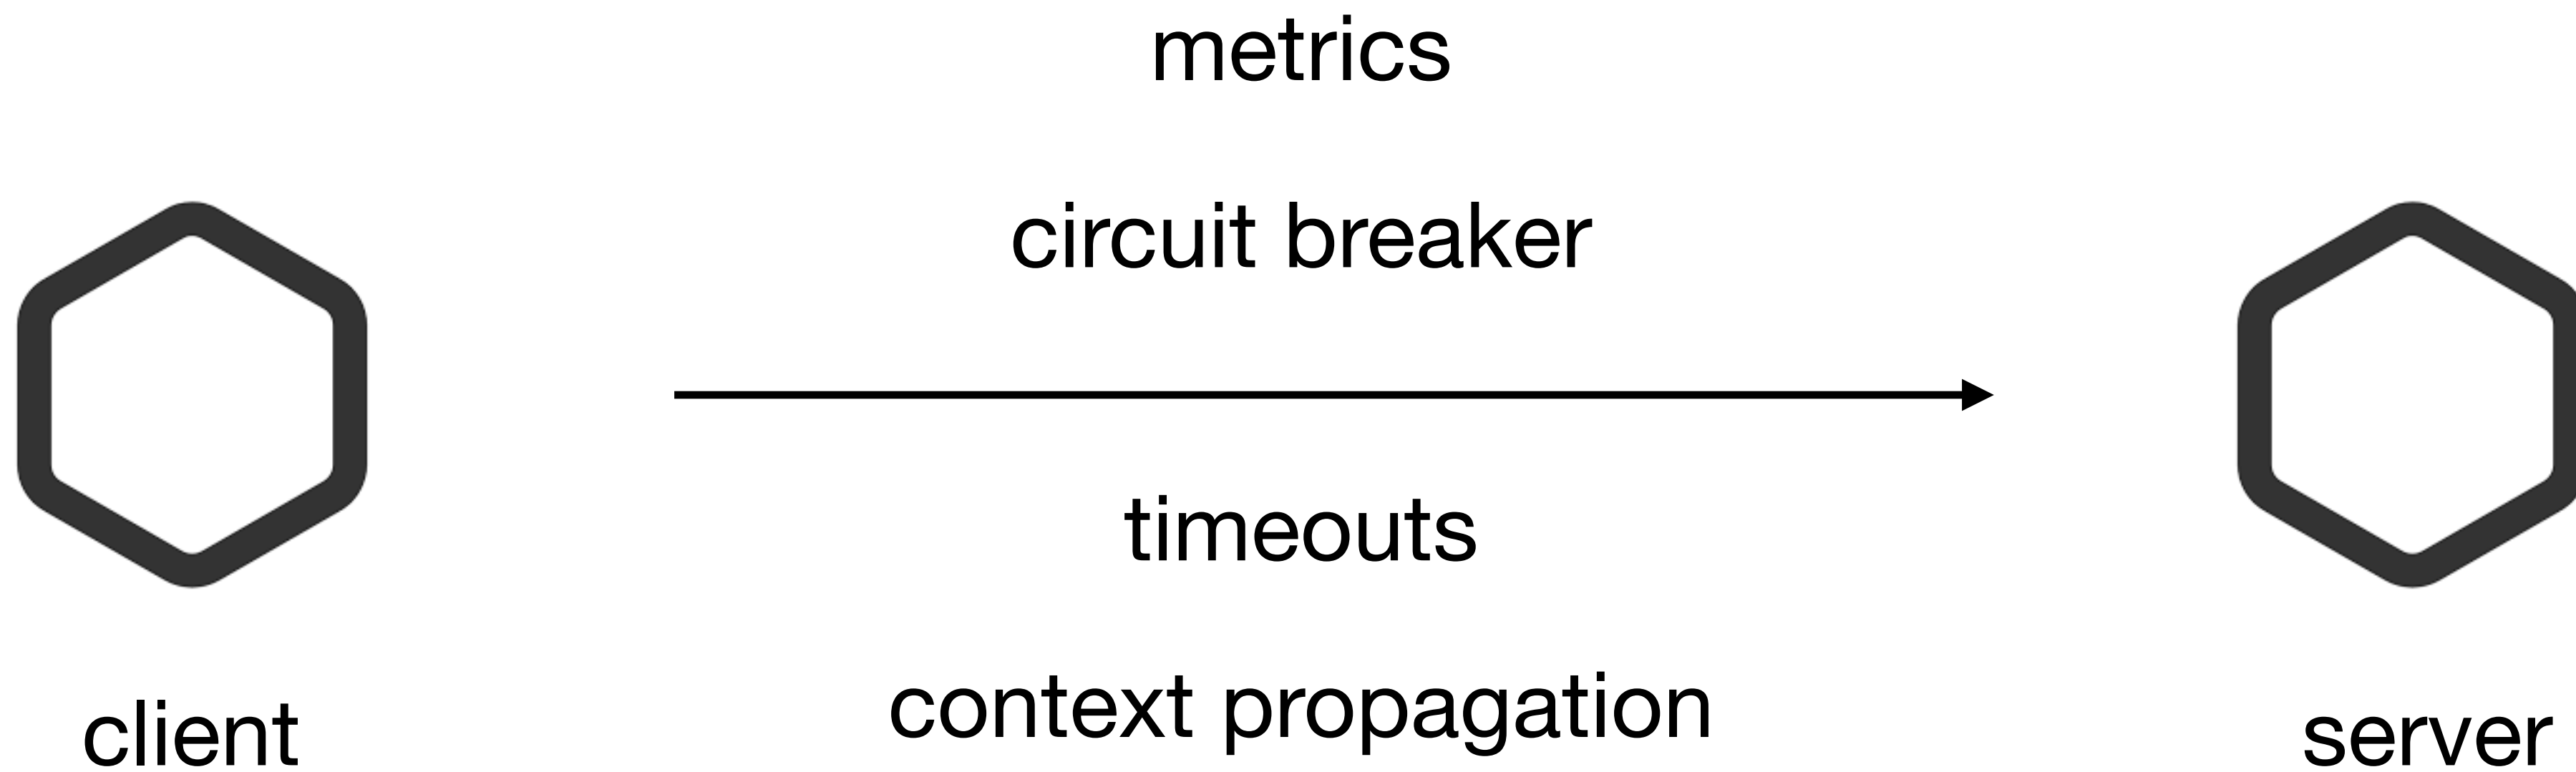 metrics
circuit breaker
timeouts
context propagation
client
server